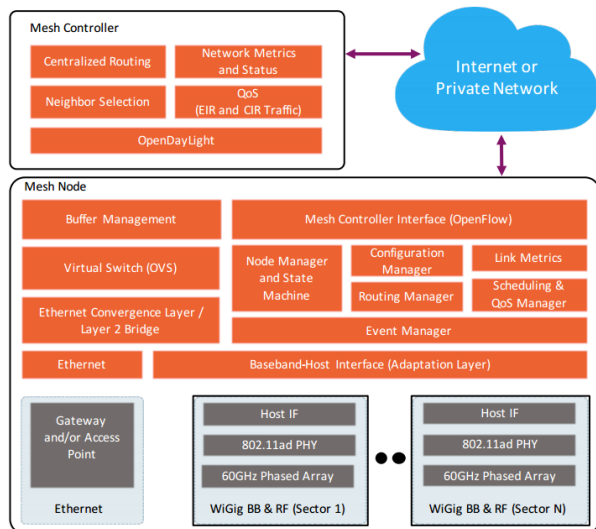 Mesh Controller
Centralized Routing
Network Metrics
and Status
Neighbor Selection
QoS
(EIR and CIR Traffic)
OpenDayLight
Internet or
Private Network
Mesh Node
Buffer Management
Mesh Controller Interface (OpenFlow)
Virtual Switch (OVS)
Node Manager
and State
Machine
Configuration
Manager
Link Metrics
Routing Manager
Scheduling &
QoS Manager
Ethernet Convergence Layer /
Layer 2 Bridge
Event Manager
Ethernet
Baseband-Host Interface (Adaptation Layer)
Gateway
and/or Access
Point
Ethernet
Host IF
802.11ad PHY
60GHz Phased Array
WiGig BB & RF (Sector 1)
Host IF
802.11ad PHY
60GHz Phased Array
WiGig BB & RF (Sector N)